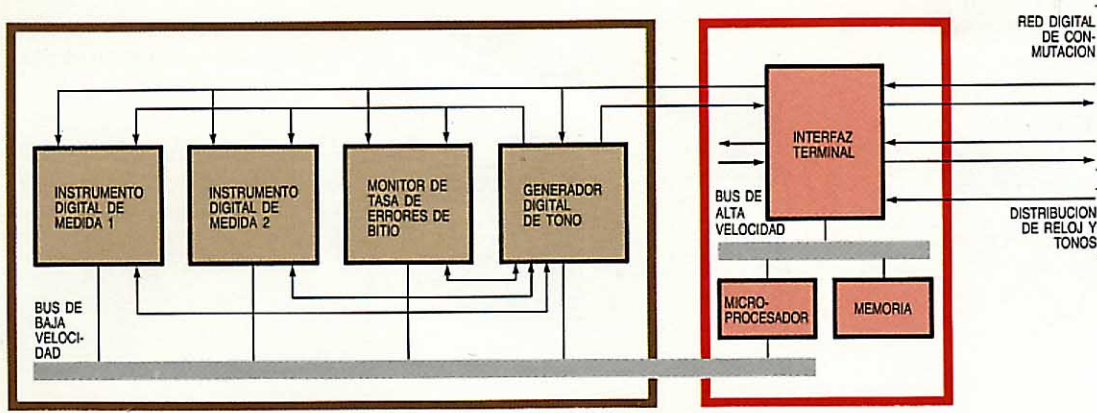 RED DIGITAL
DE CON-
MUTACION
INTERFAZ
TERMINAL
INSTRUMENTO
DIGITAL DE
MEDIDA 1
INSTRUMENTO
DIGITAL DE
MEDIDA 2
MONITOR DE
TASA DE
ERRORES DE
BITIO
GENERADOR
DIGITAL
DE TONO
BUS DE
ALTA
VELOCIDAD
DISTRIBUCION
DE RELOJ Y
TONOS
BUS DE
BAJA
VELOCI-
DAD
MICRO-
PROCESADOR
MEMORIA